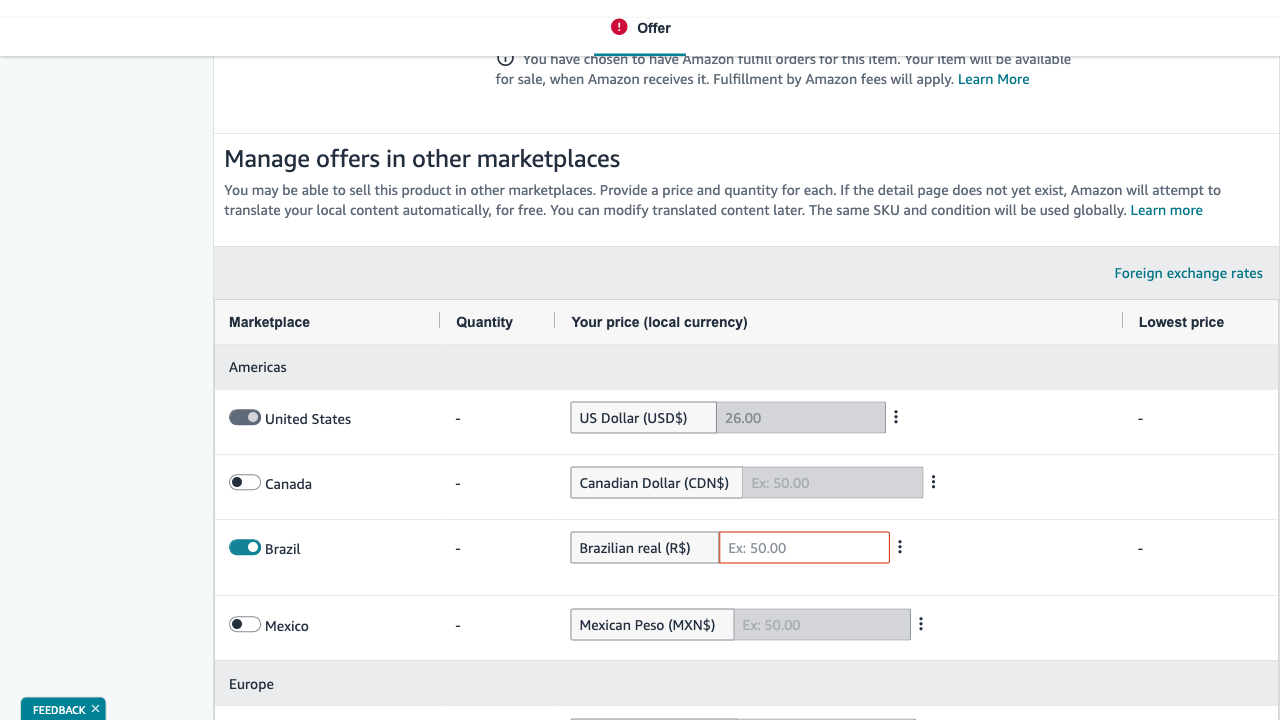 Offer
You have chosen to have Amazon fulfill orders for this item. Your item will be available
for sale, when Amazon receives it. Fulfillment by Amazon fees will apply. Learn More
Manage offers in other marketplaces
You may be able to sell this product in other marketplaces. Provide a price and quantity for each. If the detail page does not yet exist, Amazon will attempt to
translate your local content automatically, for free. You can modify translated content later. The same SKU and condition will be used globally. Learn more
Foreign exchange rates
Marketplace Quantity Your price (local currency) Lowest price
Americas
United States - US Dollar (USD$) 26.00 -
Canada - Canadian Dollar (CDN$) Ex: 50.00
Brazil - Brazilian real (R$) Ex: 50.00 -
Mexico - Mexican Peso (MXN$) Ex: 50.00
Europe
FEEDBACK